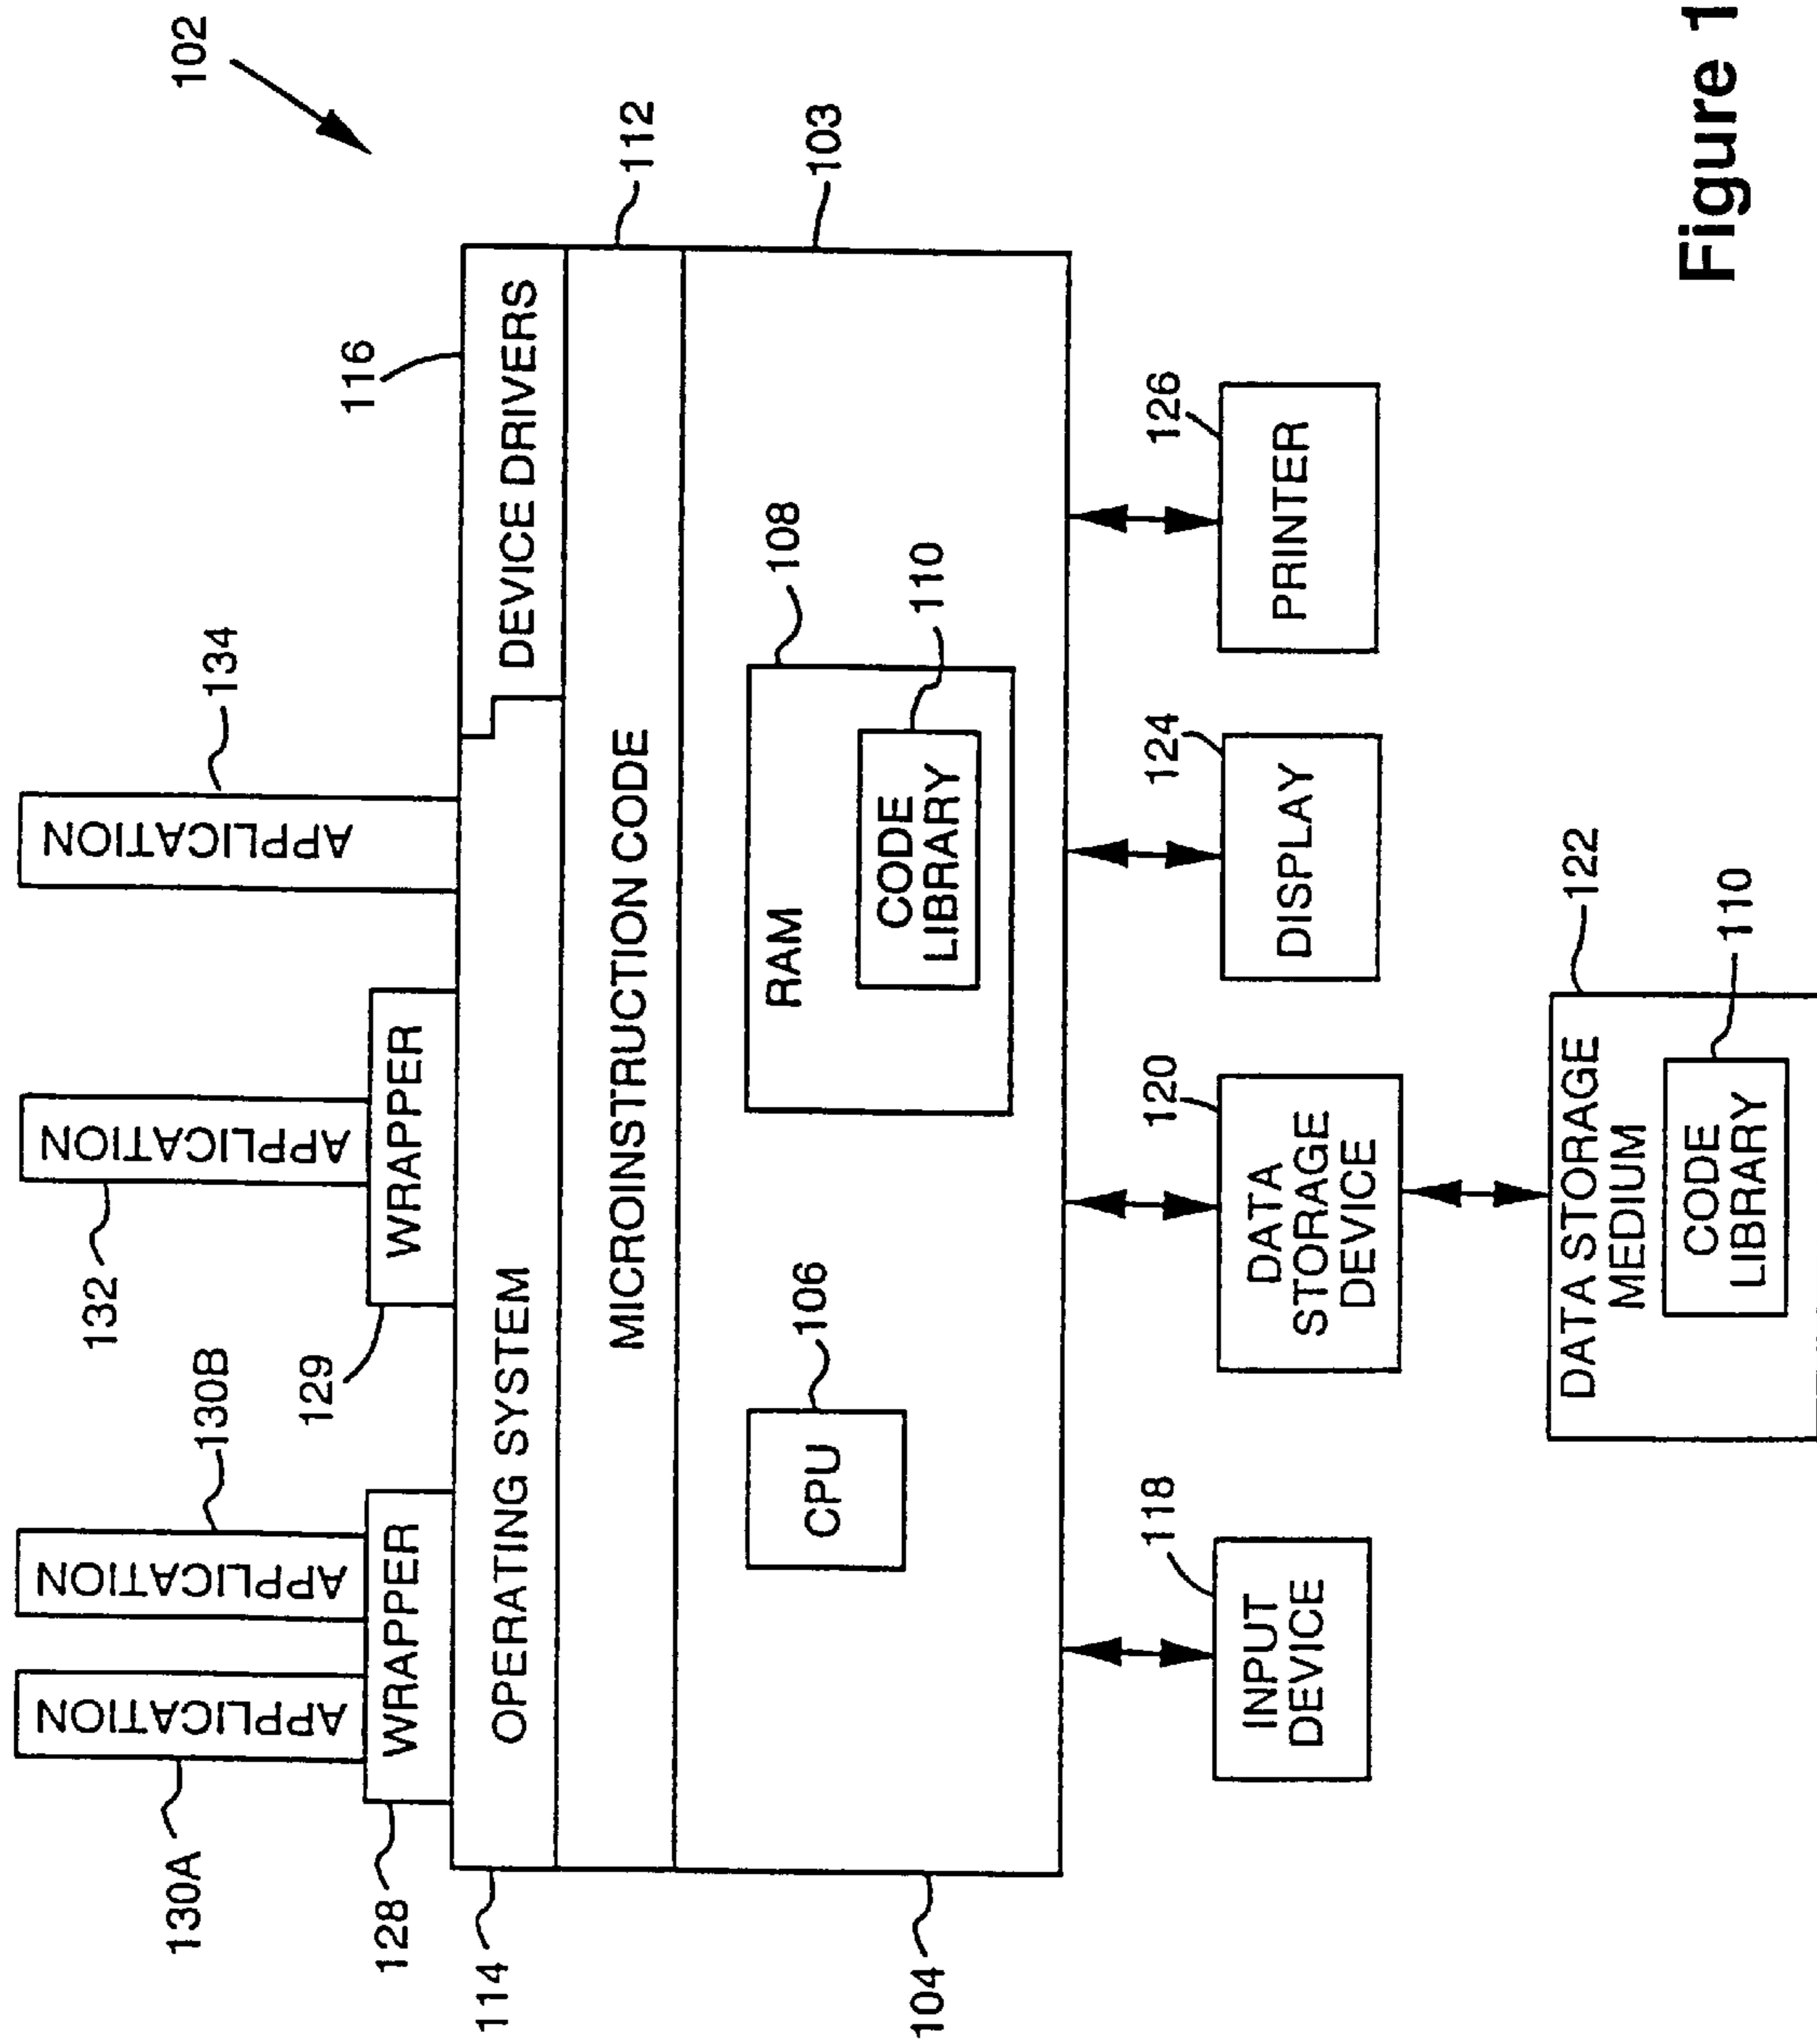 102
APPLICATION
APPLICATION
APPLICATION
APPLICATION
130A
130B
132
134
128
WRAPPER
129
WRAPPER
116
114
OPERATING SYSTEM
DEVICE DRIVERS
MICROINSTRUCTION CODE
112
103
104
CPU
106
RAM
108
CODE
LIBRARY
110
118
INPUT
DEVICE
120
DATA
STORAGE
DEVICE
124
DISPLAY
126
PRINTER
122
DATA STORAGE
MEDIUM
CODE
LIBRARY
110
Figure 1